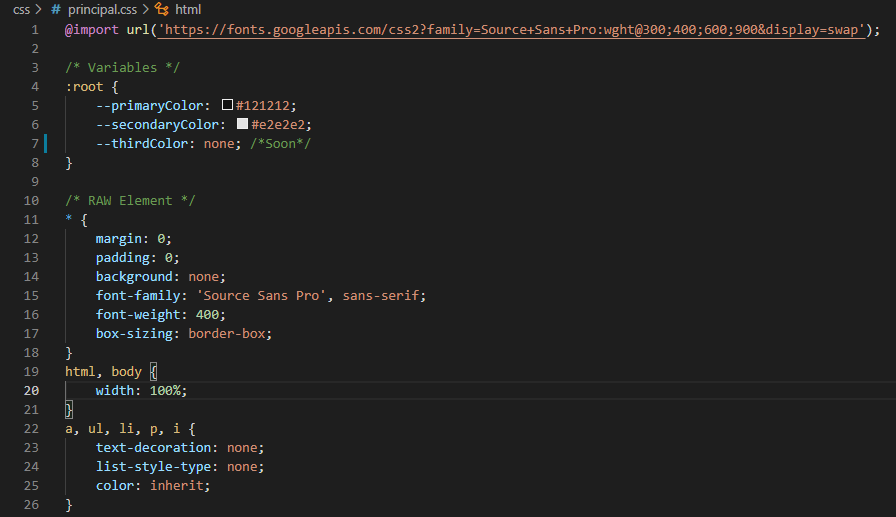 css > # principal.css > html
1 @import url('https://fonts.googleapis.com/css2?family=Source+Sans+Pro:wght@300;400;600;900&display=swap');
2
3 /* Variables */
4 :root {
5     --primaryColor: #121212;
6     --secondaryColor: #e2e2e2;
7     --thirdColor: none; /*Soon*/
8 }
9
10 /* RAW Element */
11 * {
12     margin: 0;
13     padding: 0;
14     background: none;
15     font-family: 'Source Sans Pro', sans-serif;
16     font-weight: 400;
17     box-sizing: border-box;
18 }
19 html, body {
20     width: 100%;
21 }
22 a, ul, li, p, i {
23     text-decoration: none;
24     list-style-type: none;
25     color: inherit;
26 }